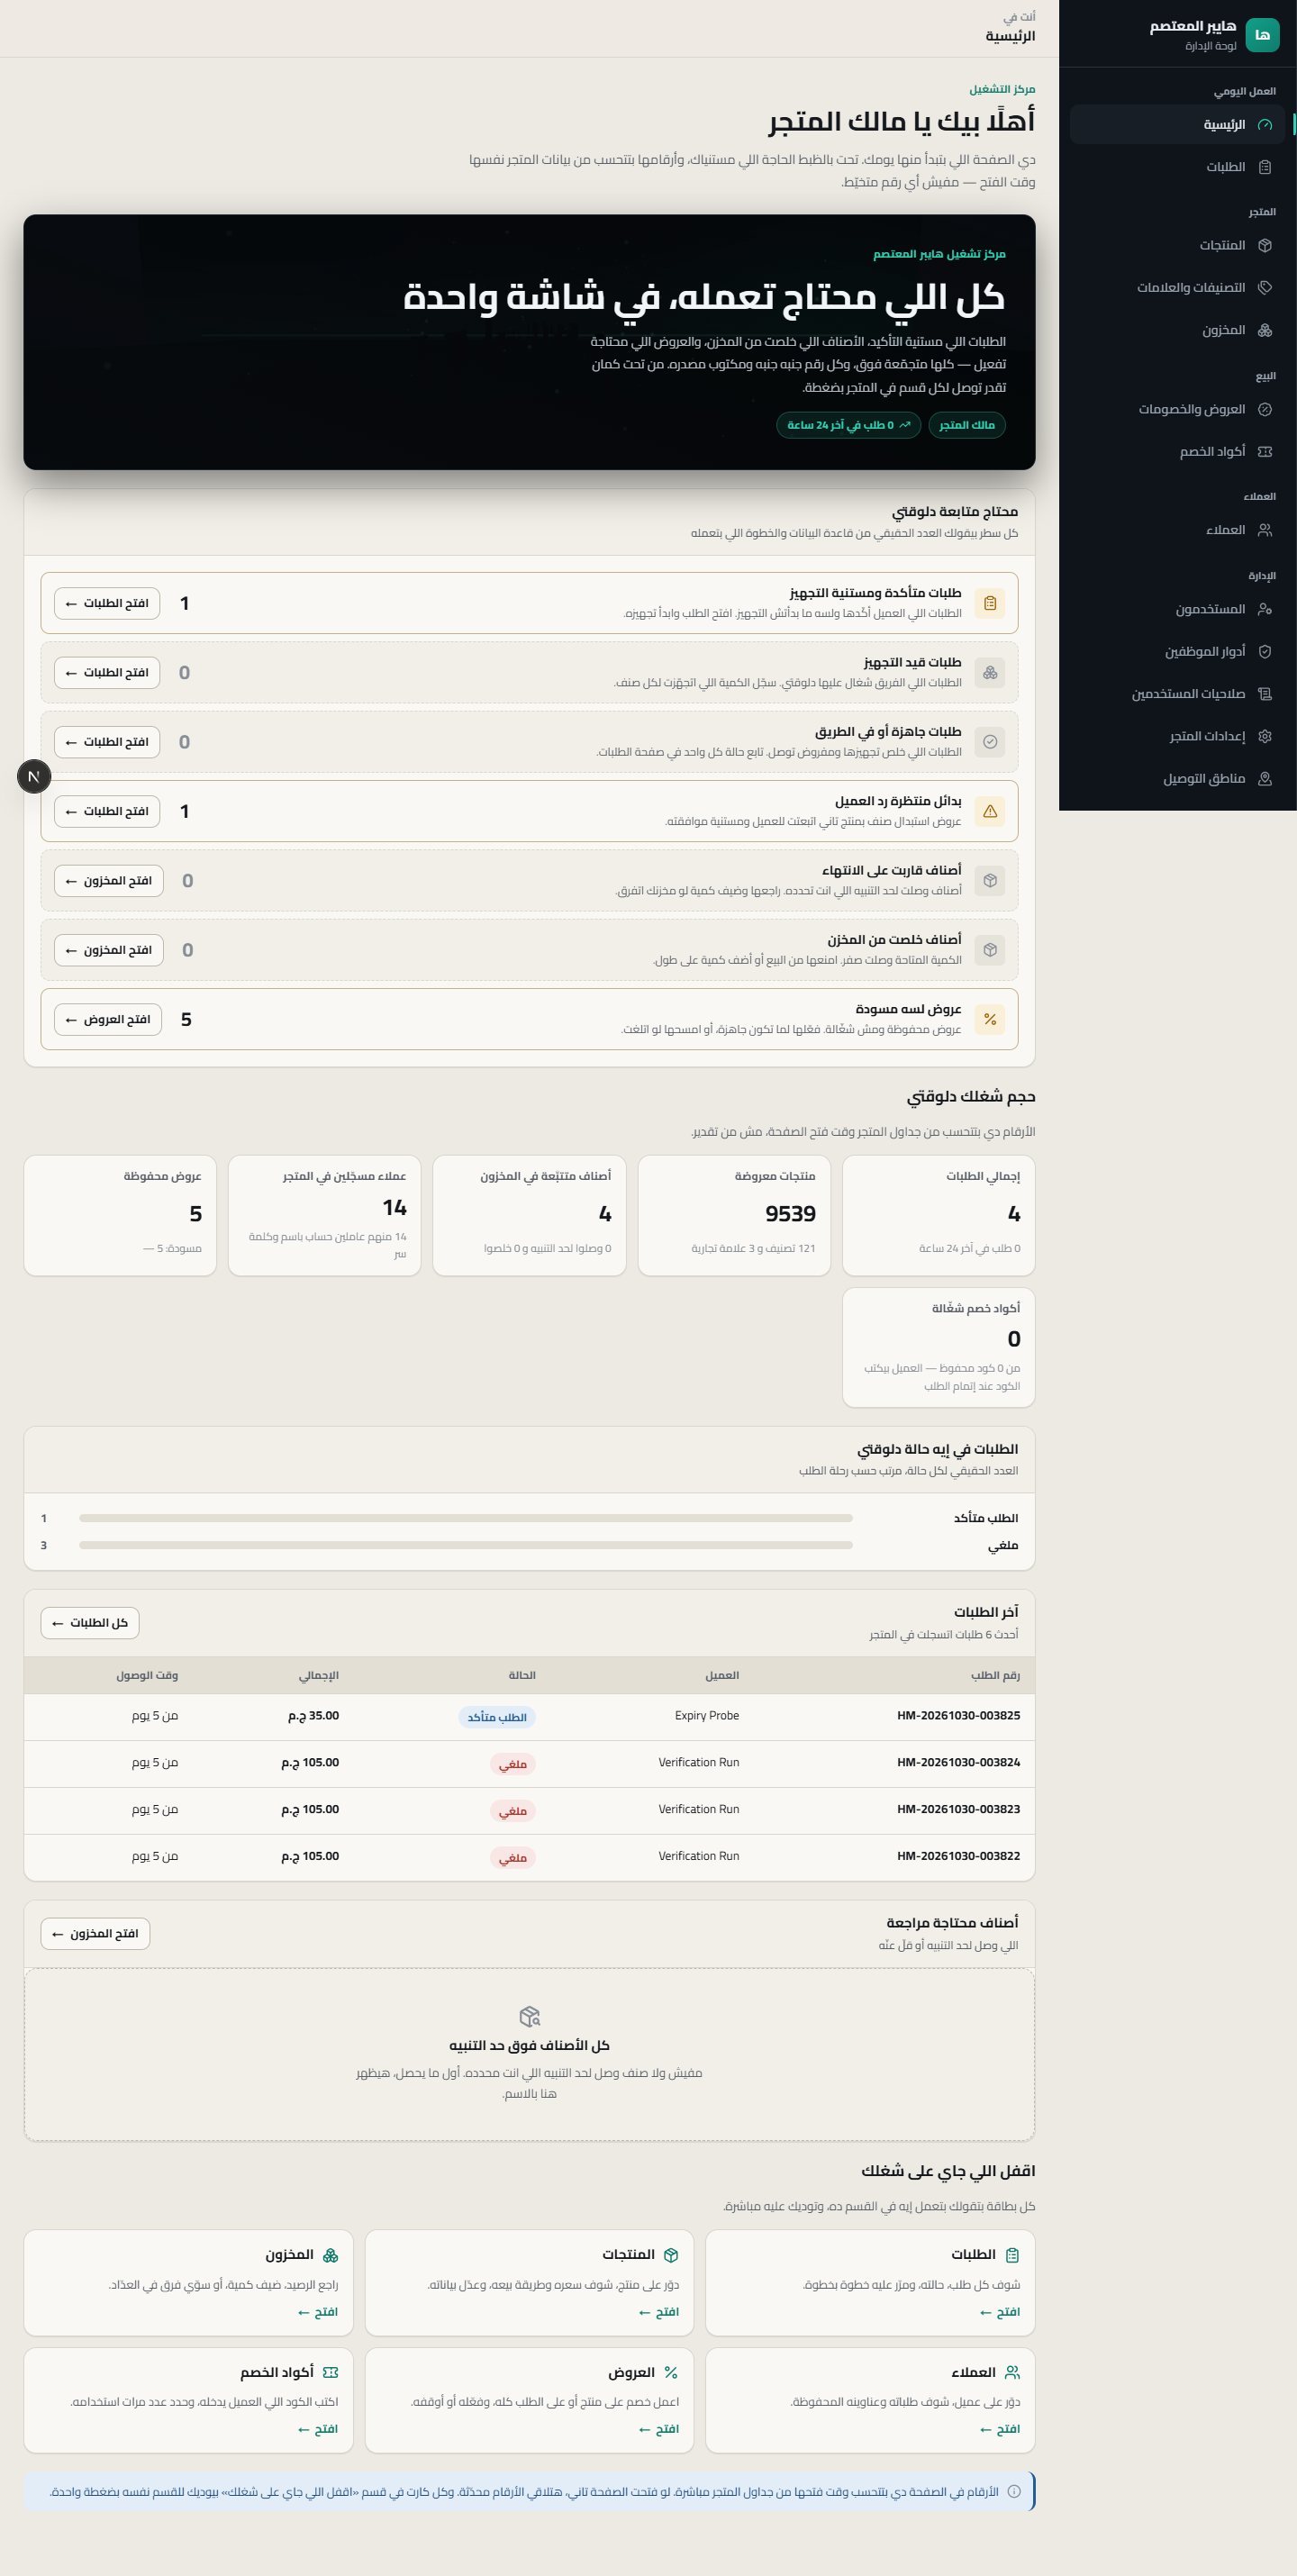 ها
هايبر المعتصم
لوحة الإدارة
العمل اليومي
الرئيسية
الطلبات
المتجر
المنتجات
التصنيفات والعلامات
المخزون
البيع
العروض والخصومات
أكواد الخصم
العملاء
العملاء
الإدارة
المستخدمون
أدوار الموظفين
صلاحيات المستخدمين
إعدادات المتجر
مناطق التوصيل
أنت في
الرئيسية
مركز التشغيل
أهلًا بيك يا مالك المتجر
دي الصفحة اللي بتبدأ منها يومك. تحت بالظبط الحاجة اللي مستنياك، وأرقامها بتتحسب من بيانات المتجر نفسها
وقت الفتح — مفيش أي رقم متخيّط.
مركز تشغيل هايبر المعتصم
كل اللي محتاج تعمله، في شاشة واحدة
الطلبات اللي مستنية التأكيد، الأصناف اللي خلصت من المخزن، والعروض اللي محتاجة
تفعيل — كلها متجمّعة فوق، وكل رقم جنبه جنبه ومكتوب مصدره. من تحت كمان
تقدر توصل لكل قسم في المتجر بضغطة.
مالك المتجر
0 طلب في آخر 24 ساعة
محتاج متابعة دلوقتي
كل سطر بيقولك العدد الحقيقي من قاعدة البيانات والخطوة اللي بتعمله
طلبات متأكدة ومستنية التجهيز
الطلبات اللي العميل أكّدها ولسه ما بدأتش التجهيز. افتح الطلب وابدأ تجهيزه.
1
افتح الطلبات ←
طلبات قيد التجهيز
الطلبات اللي الفريق شغال عليها دلوقتي. سجّل الكمية اللي اتجهّزت لكل صنف.
0
افتح الطلبات ←
طلبات جاهزة أو في الطريق
الطلبات اللي خلص تجهيزها ومفروض توصل. تابع حالة كل واحد في صفحة الطلبات.
0
افتح الطلبات ←
بدائل منتظرة رد العميل
عروض استبدال صنف بمنتج تاني اتبعتت للعميل ومستنية موافقته.
1
افتح الطلبات ←
أصناف قاربت على الانتهاء
أصناف وصلت لحد التنبيه اللي انت تحدده. راجعها وضيف كمية لو مخزنك اتفرق.
0
افتح المخزون ←
أصناف خلصت من المخزن
الكمية المتاحة وصلت صفر. امنعها من البيع أو أضف كمية على طول.
0
افتح المخزون ←
عروض لسه مسودة
عروض محفوظة ومش شغّالة. فعّلها لما تكون جاهزة، أو امسحها لو اتلغت.
5
افتح العروض ←
حجم شغلك دلوقتي
الأرقام دي بتتحسب من جداول المتجر وقت فتح الصفحة، مش من تقدير.
إجمالي الطلبات
4
0 طلب في آخر 24 ساعة
منتجات معروضة
9539
121 تصنيف و 3 علامة تجارية
أصناف متتبّعة في المخزون
4
0 وصلوا لحد التنبيه و 0 خلصوا
عملاء مسجّلين في المتجر
14
14 منهم عاملين حساب باسم وكلمة
سر
عروض محفوظة
5
مسودة: 5 —
أكواد خصم شغّالة
0
من 0 كود محفوظ — العميل بيكتب
الكود عند إتمام الطلب
الطلبات في إيه حالة دلوقتي
العدد الحقيقي لكل حالة، مرتب حسب رحلة الطلب
الطلب متأكد
1
ملغي
3
آخر الطلبات
أحدث 6 طلبات اتسجلت في المتجر
كل الطلبات ←
رقم الطلب العميل الحالة الإجمالي وقت الوصول
HM-20261030-003825 Expiry Probe الطلب متأكد 35.00 ج.م من 5 يوم
HM-20261030-003824 Verification Run ملغي 105.00 ج.م من 5 يوم
HM-20261030-003823 Verification Run ملغي 105.00 ج.م من 5 يوم
HM-20261030-003822 Verification Run ملغي 105.00 ج.م من 5 يوم
أصناف محتاجة مراجعة
اللي وصل لحد التنبيه أو قلّ عنّه
افتح المخزون ←
كل الأصناف فوق حد التنبيه
مفيش ولا صنف وصل لحد التنبيه اللي انت محدده. أول ما يحصل، هيظهر
هنا بالاسم.
اقفل اللي جاي على شغلك
كل بطاقة بتقولك بتعمل إيه في القسم ده، وتوديك عليه مباشرة.
الطلبات
شوف كل طلب، حالته، ومرّر عليه خطوة بخطوة.
افتح ←
المنتجات
دوّر على منتج، شوف سعره وطريقة بيعه، وعدّل بياناته.
افتح ←
المخزون
راجع الرصيد، ضيف كمية، أو سوّي فرق في العدّاد.
افتح ←
العملاء
دوّر على عميل، شوف طلباته وعناوينه المحفوظة.
افتح ←
العروض
اعمل خصم على منتج أو على الطلب كله، وفعّله أو أوقفه.
افتح ←
أكواد الخصم
اكتب الكود اللي العميل يدخله، وحدد عدد مرات استخدامه.
افتح ←
الأرقام في الصفحة دي بتتحسب وقت فتحها من جداول المتجر مباشرة. لو فتحت الصفحة تاني، هتلاقي الأرقام محدّثة. وكل كارت في قسم «اقفل اللي جاي على شغلك» بيوديك للقسم نفسه بضغطة واحدة.